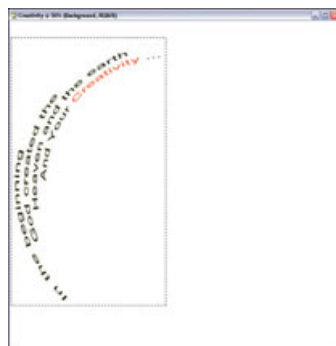 Creativity @ 50% (Background, RGB/8)
In the beginning
God created the
Heaven and the earth
And Your Creativity ...